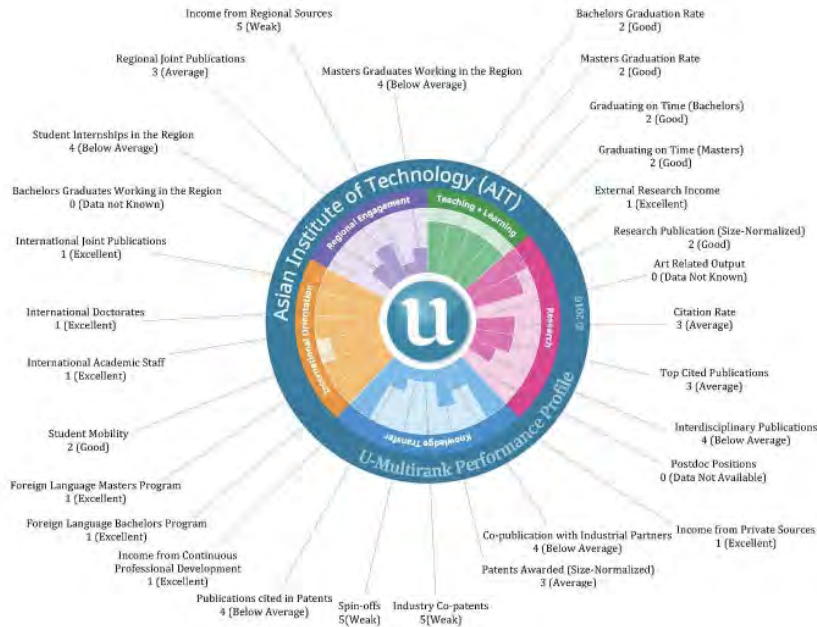 Income from Regional Sources
5 (Weak)
Bachelors Graduation Rate
2 (Good)
Regional Joint Publications
3 (Average)
Masters Graduates Working in the Region
4 (Below Average)
Masters Graduation Rate
2 (Good)
Graduating on Time (Bachelors)
2 (Good)
Student Internships in the Region
4 (Below Average)
Graduating on Time (Masters)
2 (Good)
Bachelors Graduates Working in the Region
0 (Data not Known)
External Research Income
1 (Excellent)
International Joint Publications
1 (Excellent)
Research Publication (Size-Normalized)
2 (Good)
Art Related Output
0 (Data Not Known)
International Doctorates
1 (Excellent)
Citation Rate
3 (Average)
International Academic Staff
1 (Excellent)
Top Cited Publications
3 (Average)
Student Mobility
2 (Good)
Interdisciplinary Publications
4 (Below Average)
Postdoc Positions
0 (Data Not Available)
Foreign Language Masters Program
1 (Excellent)
Foreign Language Bachelors Program
1 (Excellent)
Income from Private Sources
1 (Excellent)
Co-publication with Industrial Partners
4 (Below Average)
Income from Continuous
Professional Development
1 (Excellent)
Patents Awarded (Size-Normalized)
3 (Average)
Publications cited in Patents
4 (Below Average)
Spin-offs
5(Weak)
Industry Co-patents
5(Weak)
Asian Institute of Technology (AIT)
Teaching + Learning
Regional Engagement
Research
International Orientation
Knowledge Transfer
U-Multirank Performance Profile
u